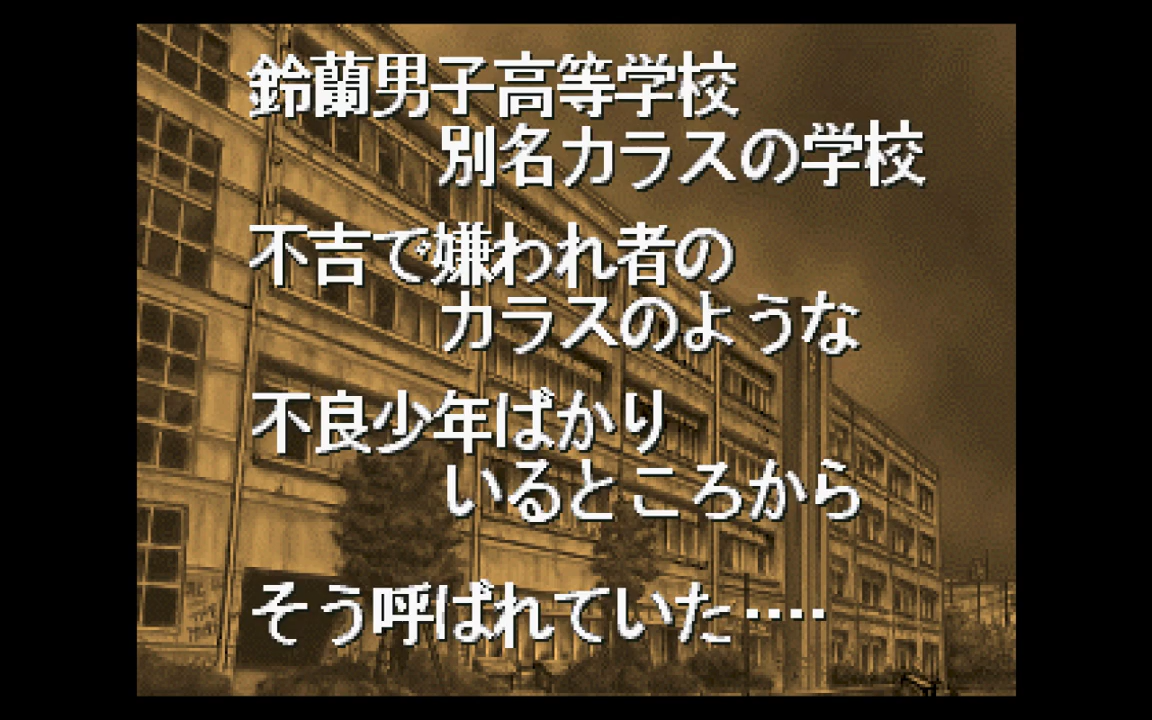 鈴蘭男子高等学校
別名カラスの学校
不吉で嫌われ者の
カラスのような
不良少年ばかり
いるところから
そう呼ばれていた‥‥